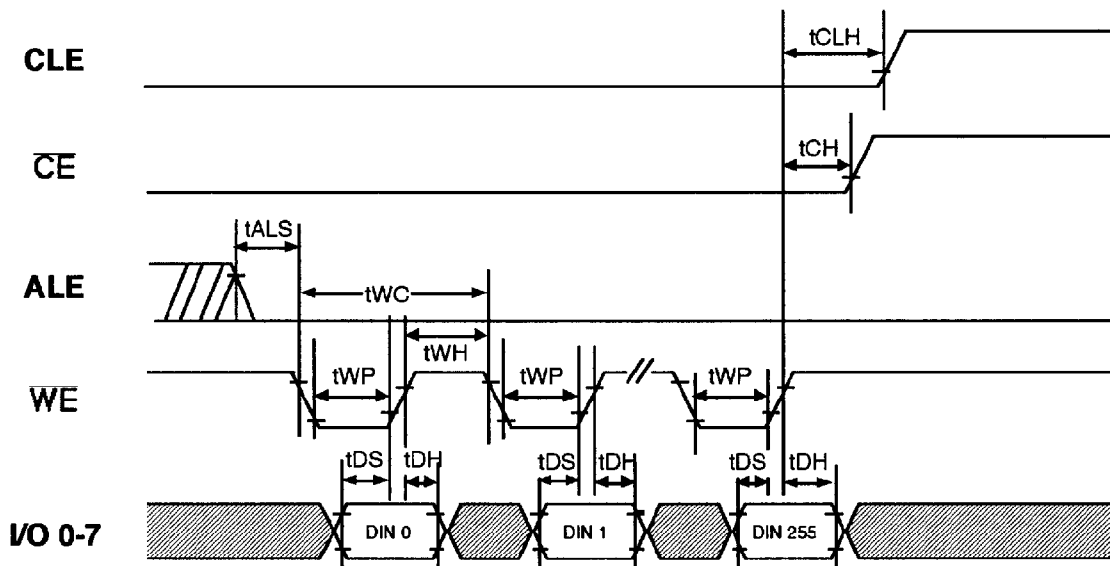 tCLH
CLE
tCH
CE
tALS
ALE
tWC
tWH
tWP tWP tWP
WE
tDS tDH tDS tDH tDS tDH
I/O 0-7 DIN 0 DIN 1 DIN 255